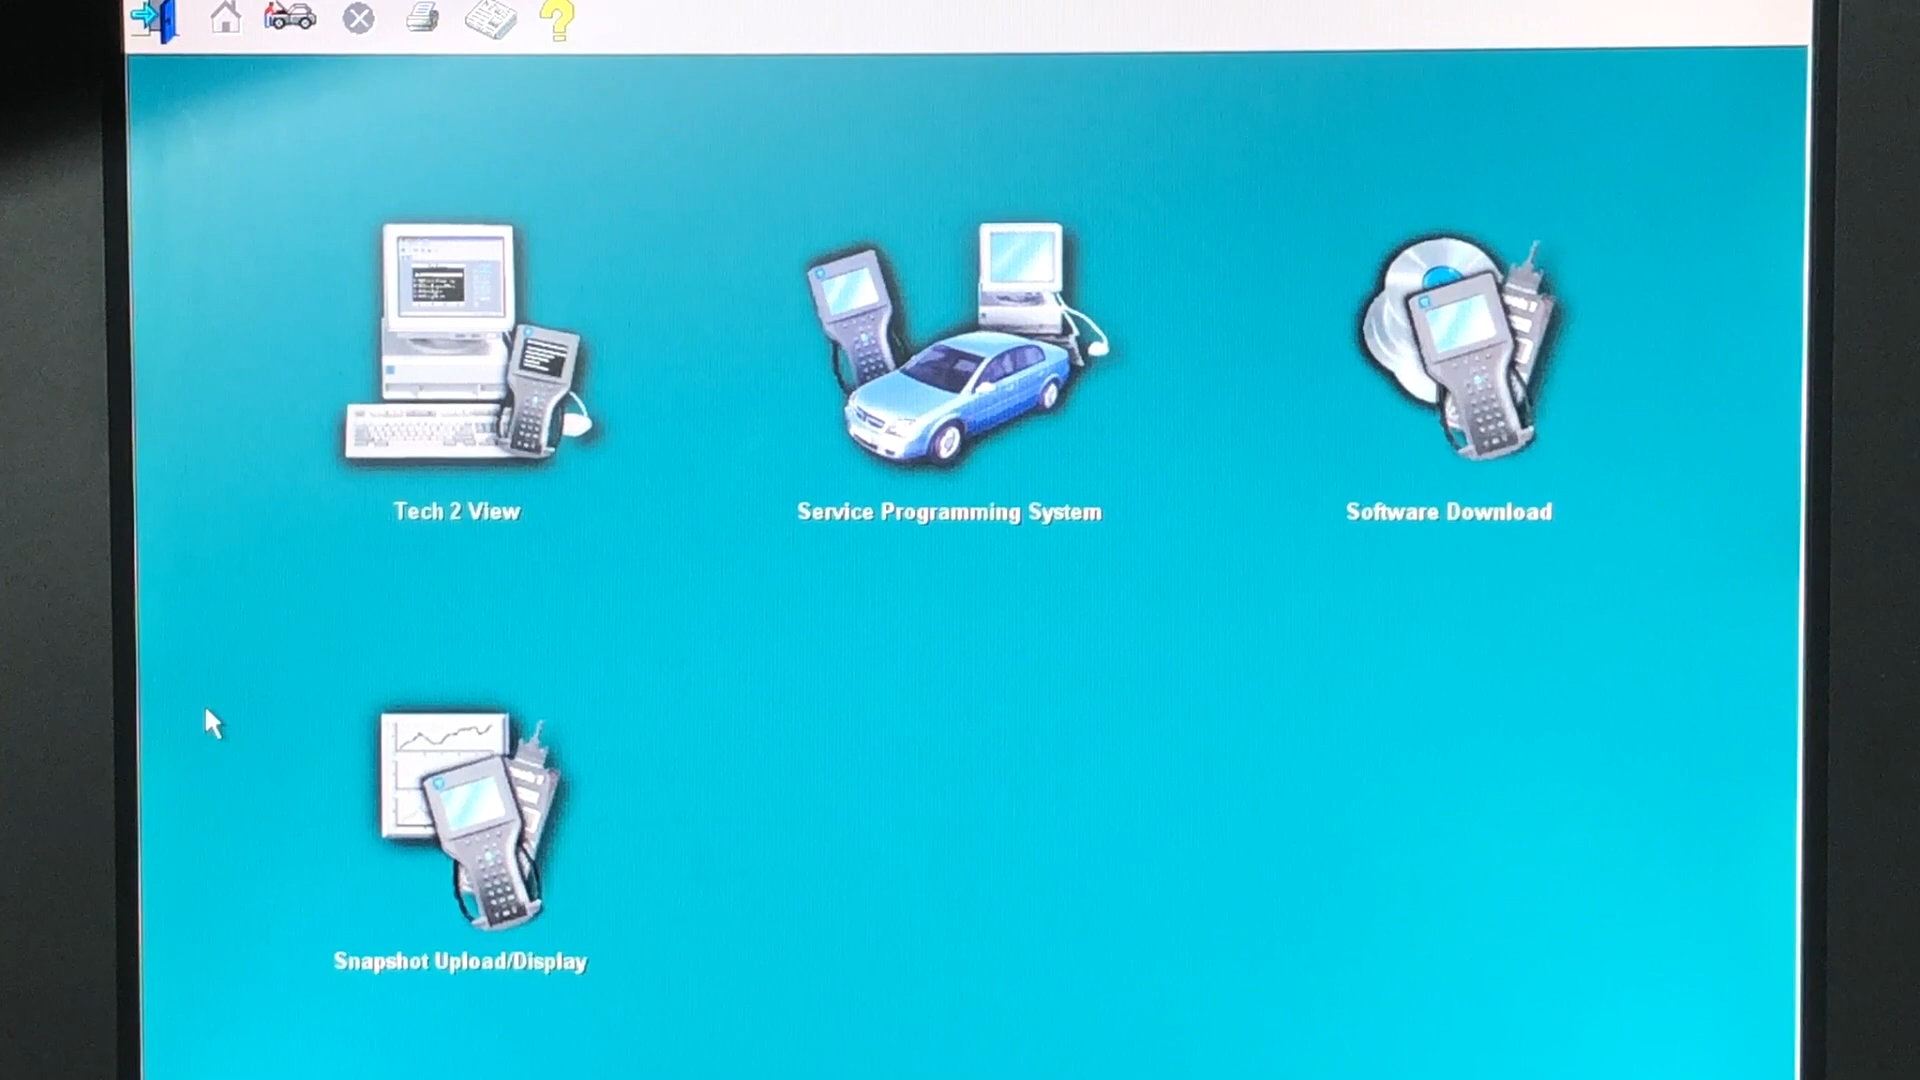 Tech 2 View
Service Programming System
Software Download
Snapshot Upload/Display